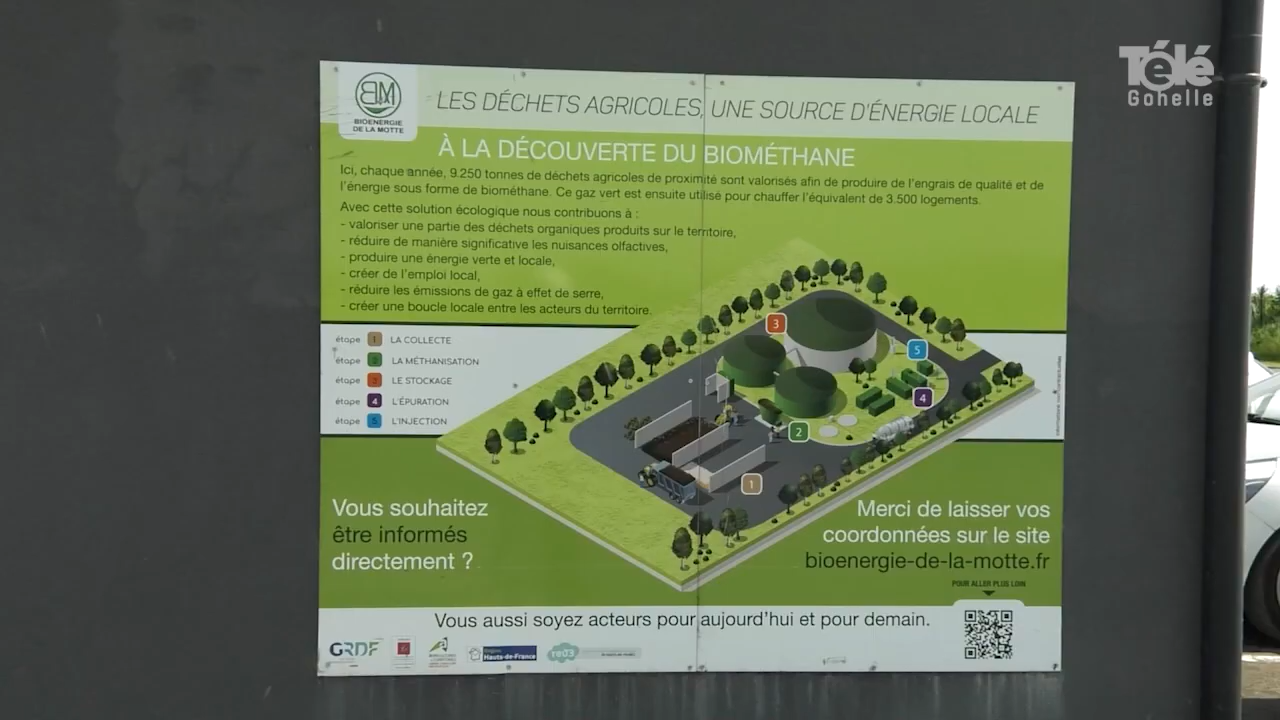 Télé
Gohelle
BM
BIOENERGIE
DE LA MOTTE
LES DÉCHETS AGRICOLES, UNE SOURCE D'ÉNERGIE LOCALE
À LA DÉCOUVERTE DU BIOMÉTHANE
Ici, chaque année, 9.250 tonnes de déchets agricoles de proximité sont valorisés afin de produire de l'engrais de qualité et de
l'énergie sous forme de biométhane. Ce gaz vert est ensuite utilisé pour chauffer l'équivalent de 3.500 logements.
Avec cette solution écologique nous contribuons à :
- valoriser une partie des déchets organiques produits sur le territoire,
- réduire de manière significative les nuisances olfactives,
- produire une énergie verte et locale,
- créer de l'emploi local,
- réduire les émissions de gaz à effet de serre,
- créer une boucle locale entre les acteurs du territoire.
étape 1 LA COLLECTE
étape 2 LA MÉTHANISATION
étape 3 LE STOCKAGE
étape 4 L'ÉPURATION
étape 5 L'INJECTION
3
5
4
2
1
Vous souhaitez
être informés
directement ?
Merci de laisser vos
coordonnées sur le site
bioenergie-de-la-motte.fr
POUR ALLER PLUS LOIN
Vous aussi soyez acteurs pour aujourd'hui et pour demain.
GRDF
Région
Hauts-de-France
rev3